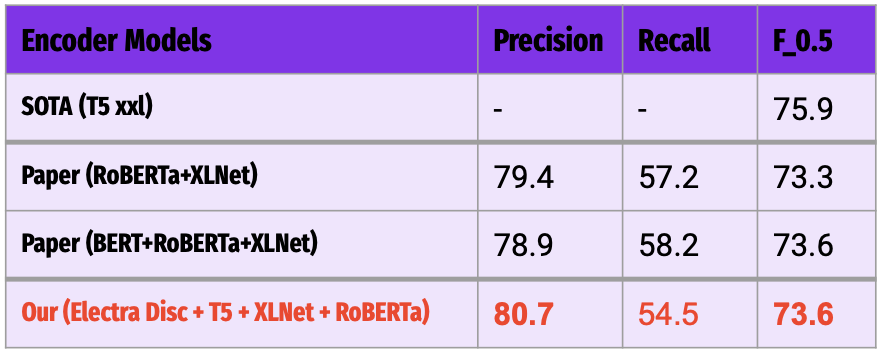 Encoder Models Precision Recall F_0.5
SOTA (T5 xxl) - - 75.9
Paper (RoBERTa+XLNet) 79.4 57.2 73.3
Paper (BERT+RoBERTa+XLNet) 78.9 58.2 73.6
Our (Electra Disc + T5 + XLNet + RoBERTa) 80.7 54.5 73.6